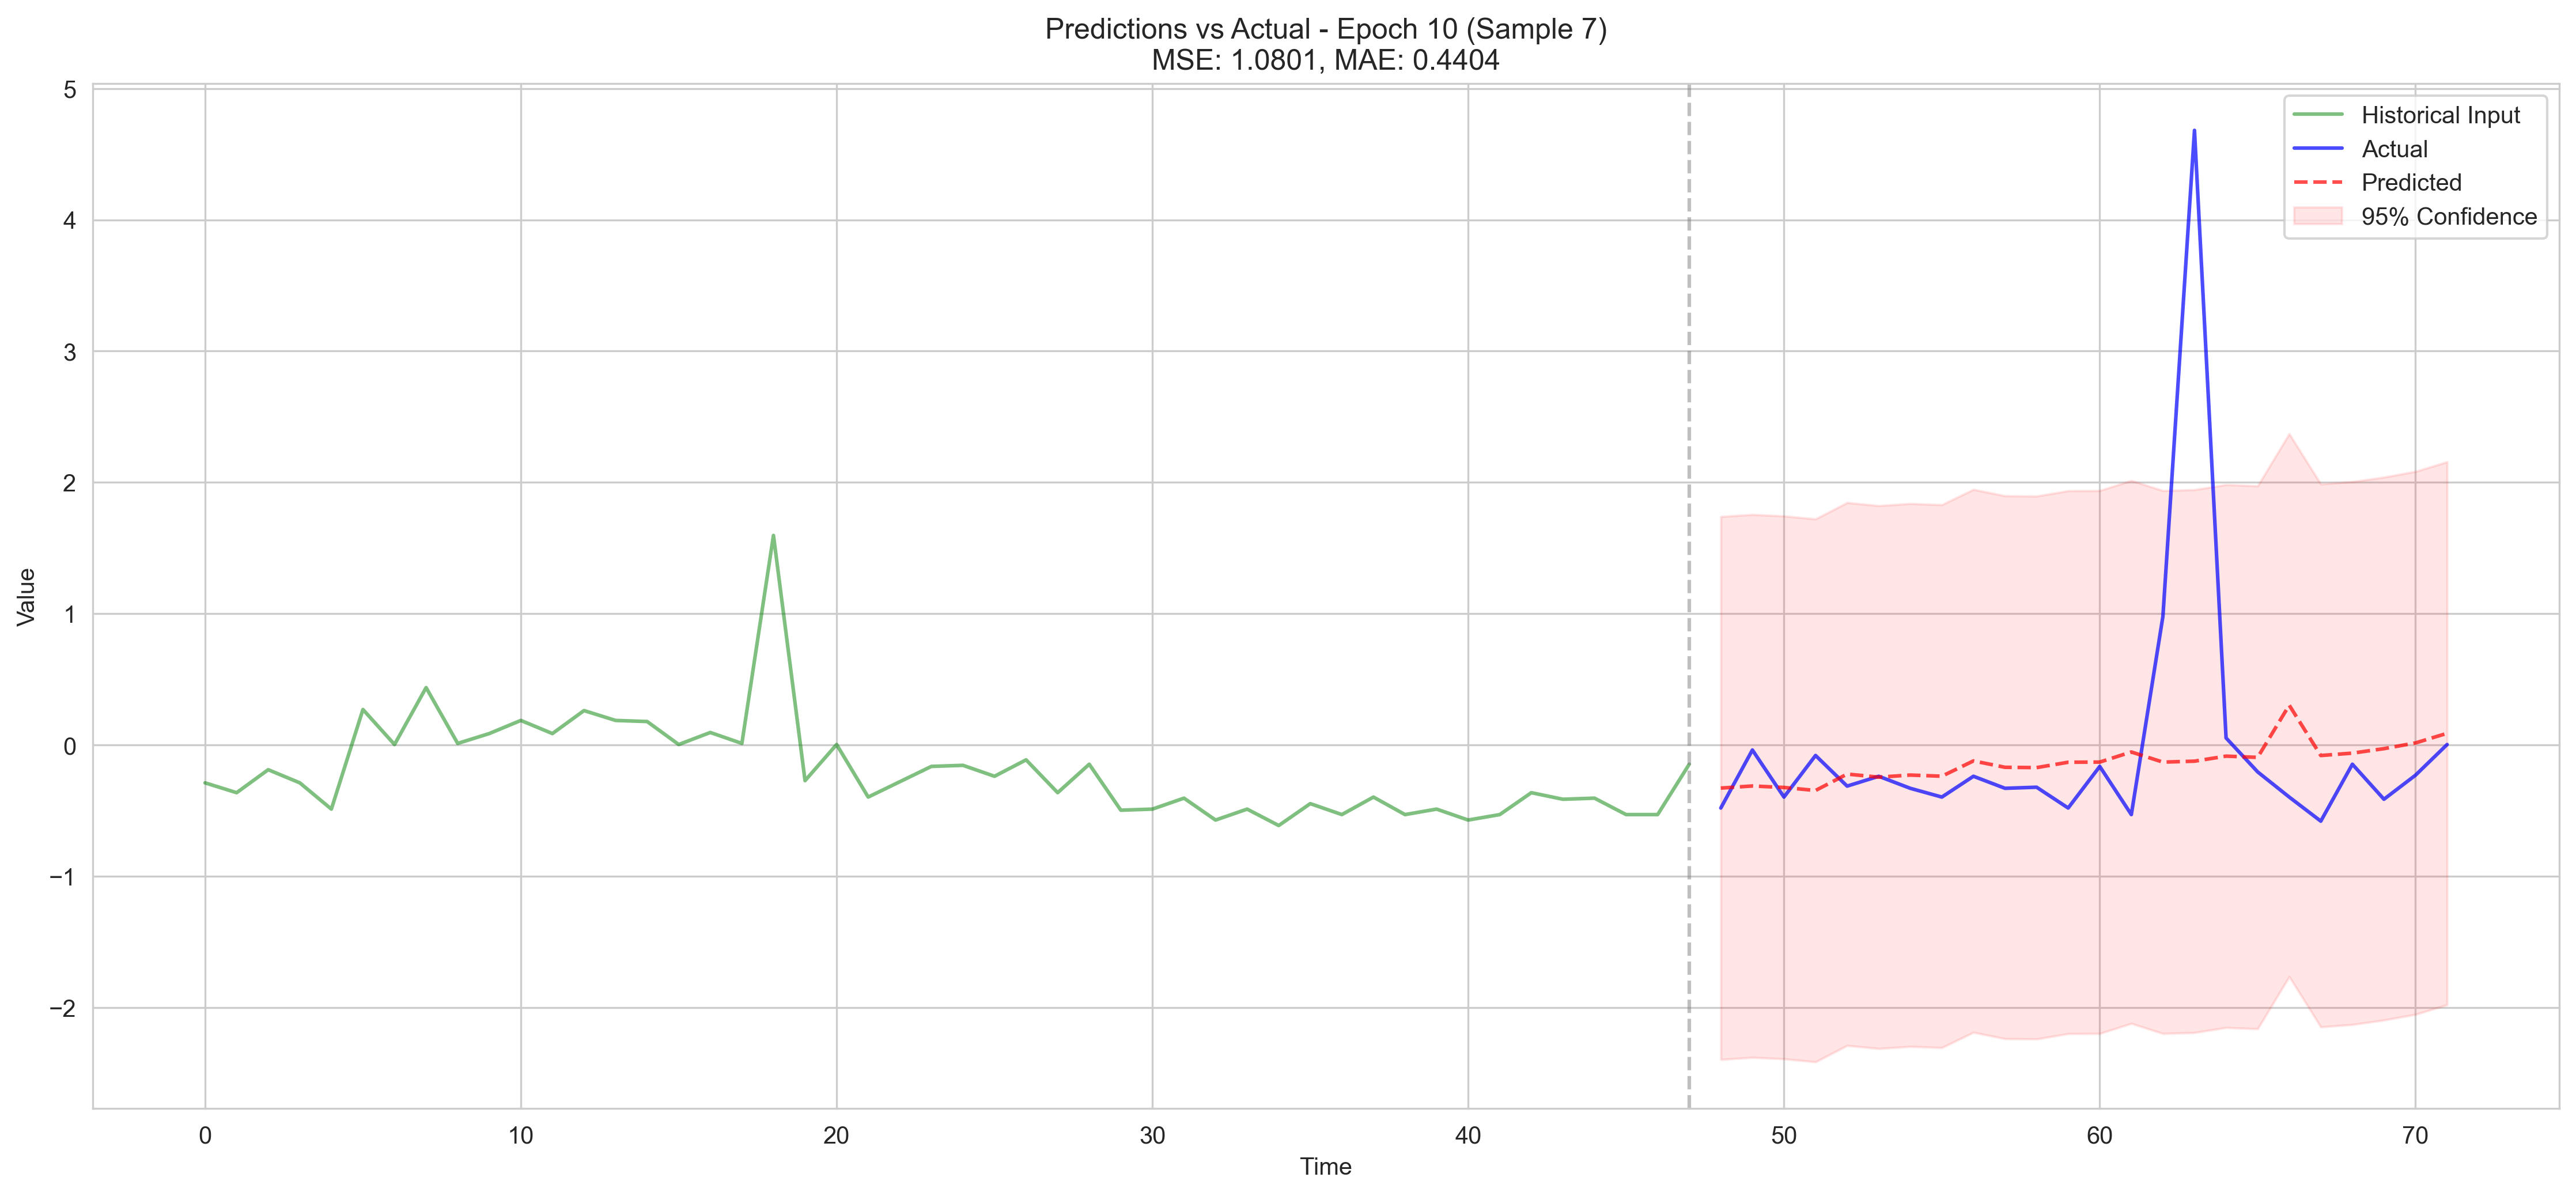 Predictions vs Actual - Epoch 10 (Sample 7)
MSE: 1.0801, MAE: 0.4404
Historical Input
Actual
Predicted
95% Confidence
Value
5
4
3
2
1
0
−1
−2
0
10
20
30
40
50
60
70
Time